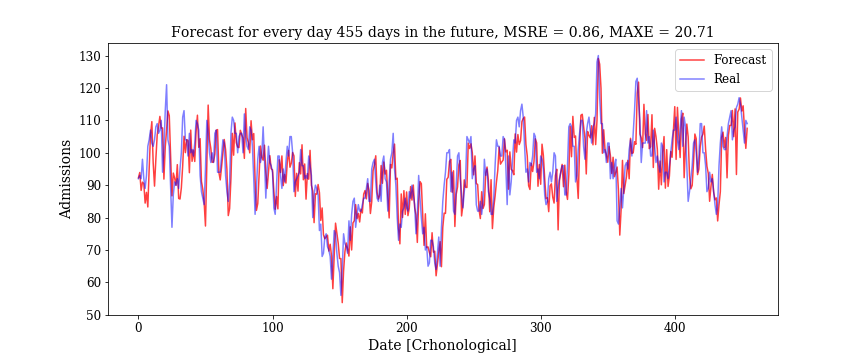 Forecast for every day 455 days in the future, MSRE = 0.86, MAXE = 20.71
Forecast
Real
130
120
110
100
90
80
70
60
50
Admissions
0
100
200
300
400
Date [Crhonological]